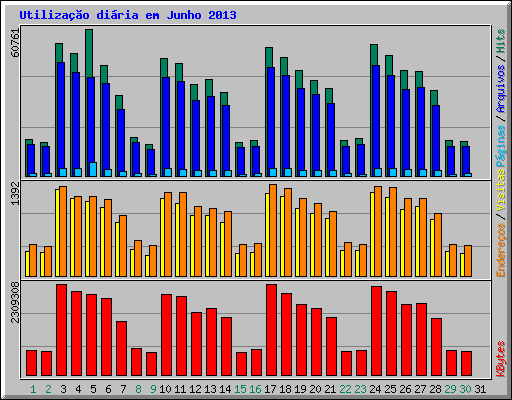 Utilização diária em Junho 2013
60761
1392
2309308
KBytes Endereços / Visitas Páginas / Arquivos / Hits
1 2 3 4 5 6 7 8 9 10 11 12 13 14 15 16 17 18 19 20 21 22 23 24 25 26 27 28 29 30 31